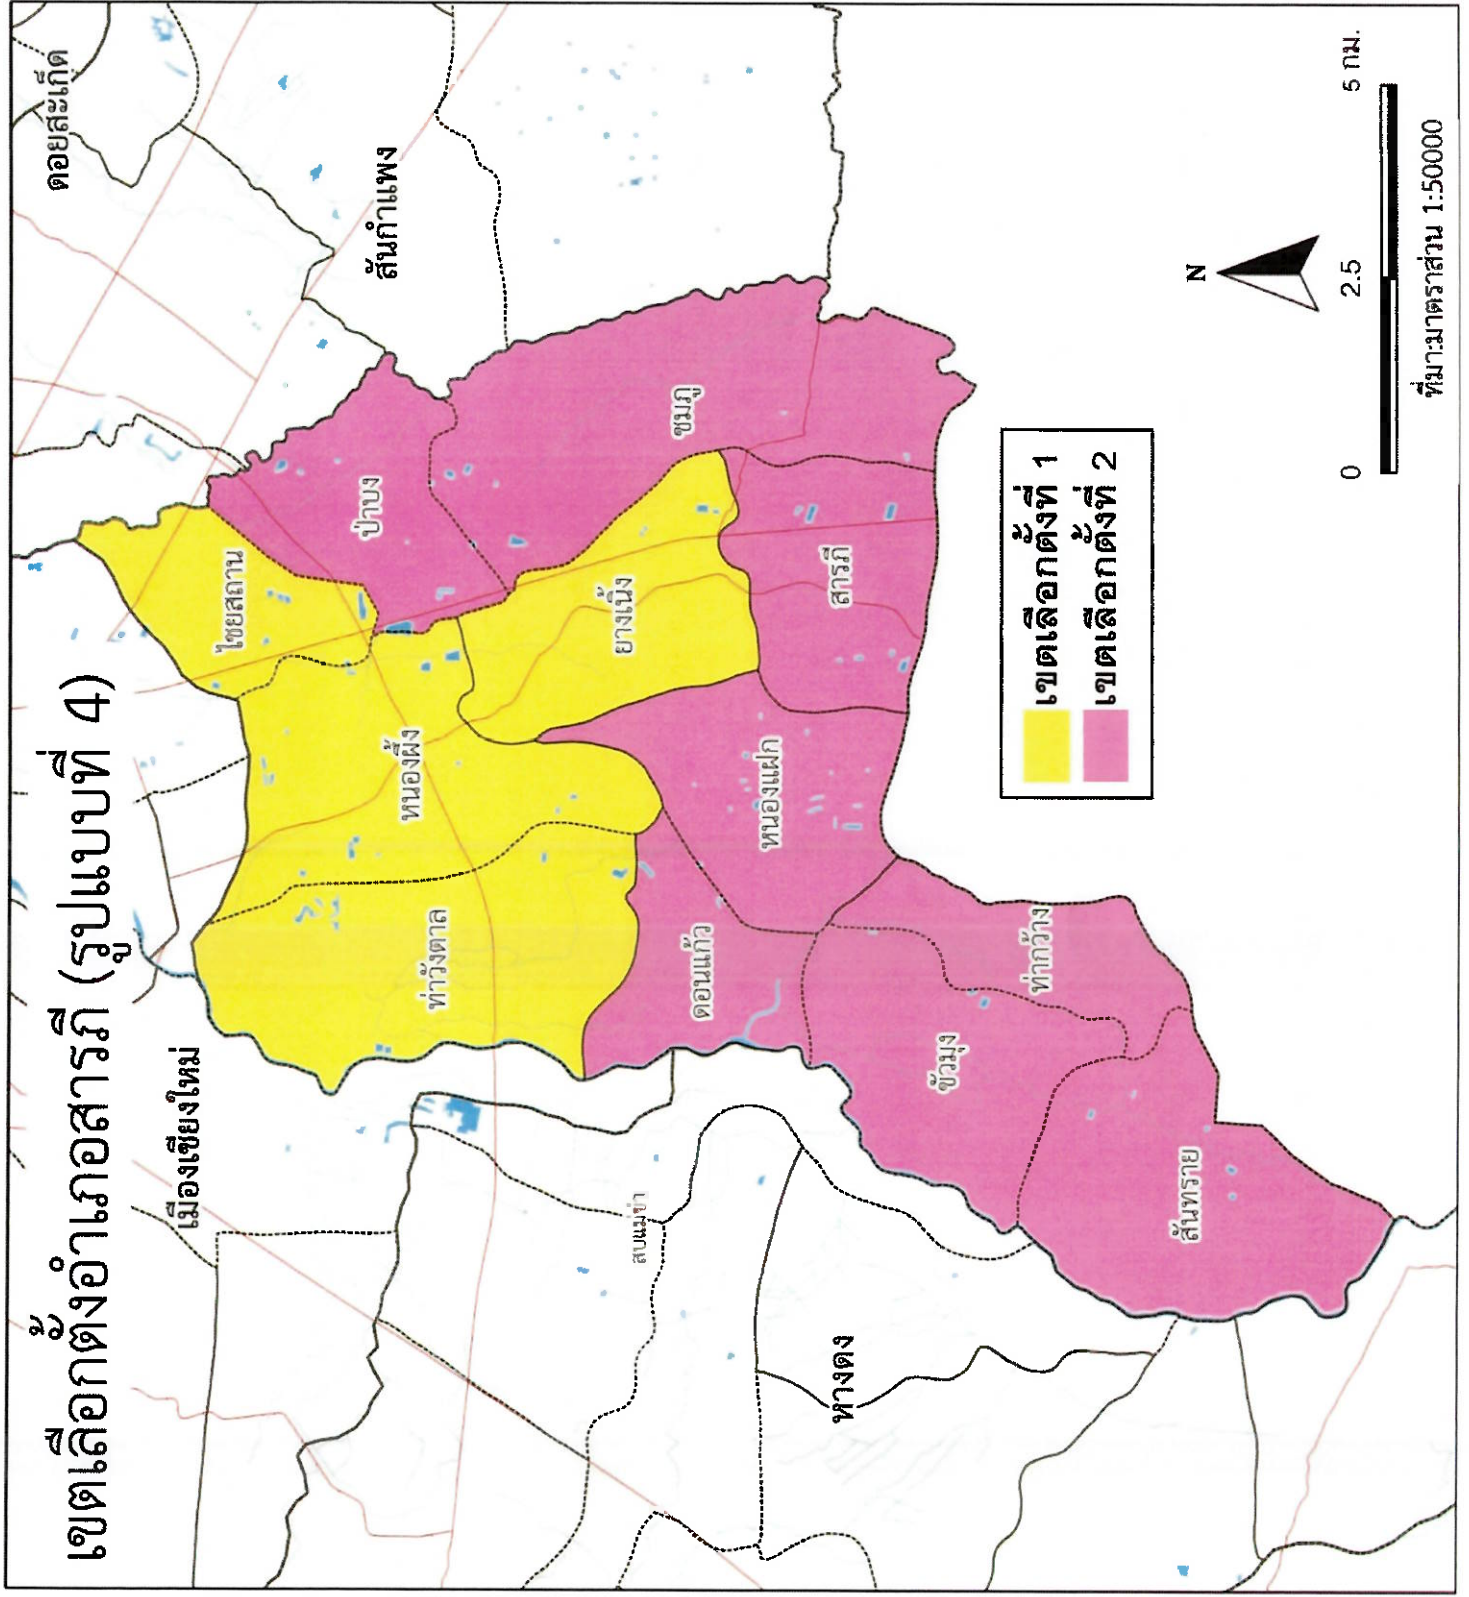 เขตเลือกตั้งอำเภอสารภี (รูปแบบที่ 4)
ดอยสะเก็ด
เมืองเชียงใหม่
สันกำแพง
ไชยสถาน
ป่าบง
หนองผึ้ง
ท่าวังตาล
ยางเนิ้ง
ชมภู
สบแม่ข่า
ดอนแก้ว
หนองแฝก
สารภี
หางดง
ขัวมุง
ท่ากว้าง
สันทราย
เขตเลือกตั้งที่ 1
เขตเลือกตั้งที่ 2
N
0 2.5 5 กม.
ที่มา:มาตราส่วน 1:50000